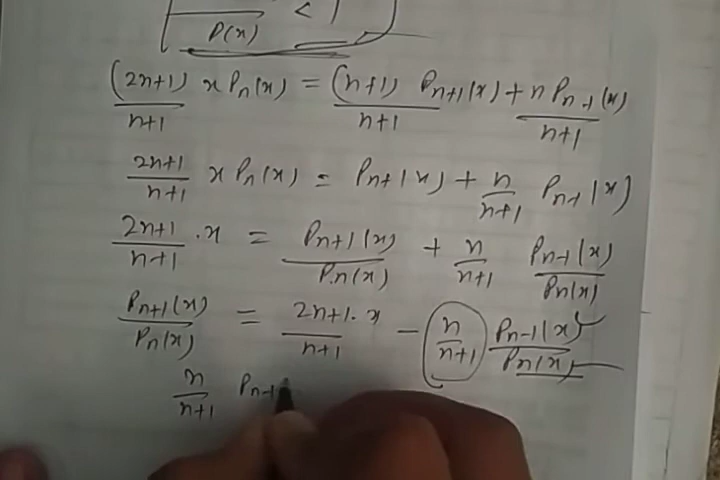 P(x) < 1
(2n+1)/n+1 x Pn(x) = (n+1)/n+1 Pn+1(x) + n Pn-1(x)/n+1
2n+1/n+1 x Pn(x) = Pn+1(x) + n/n+1 Pn-1(x)
2n+1/n+1 . x = Pn+1(x)/Pn(x) + n/n+1 Pn-1(x)/Pn(x)
Pn+1(x)/Pn(x) = 2n+1.x/n+1 - n/n+1 Pn-1(x)/Pn(x)
n/n+1 Pn-1